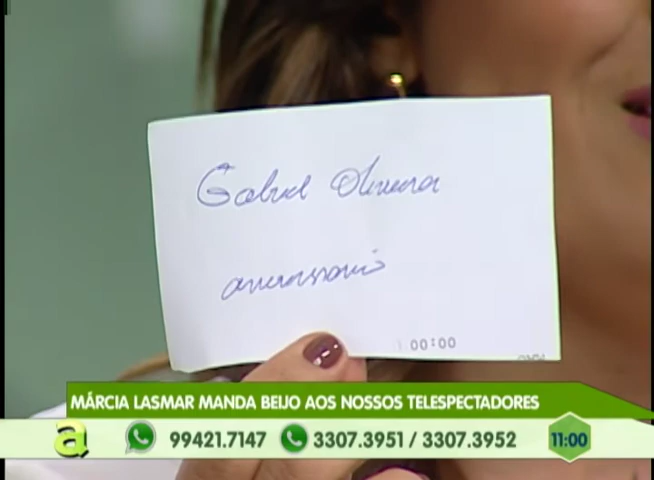 Gabriel Oliveira
aniversário
00:00
MÁRCIA LASMAR MANDA BEIJO AOS NOSSOS TELESPECTADORES
a 99421.7147 3307.3951 / 3307.3952 11:00